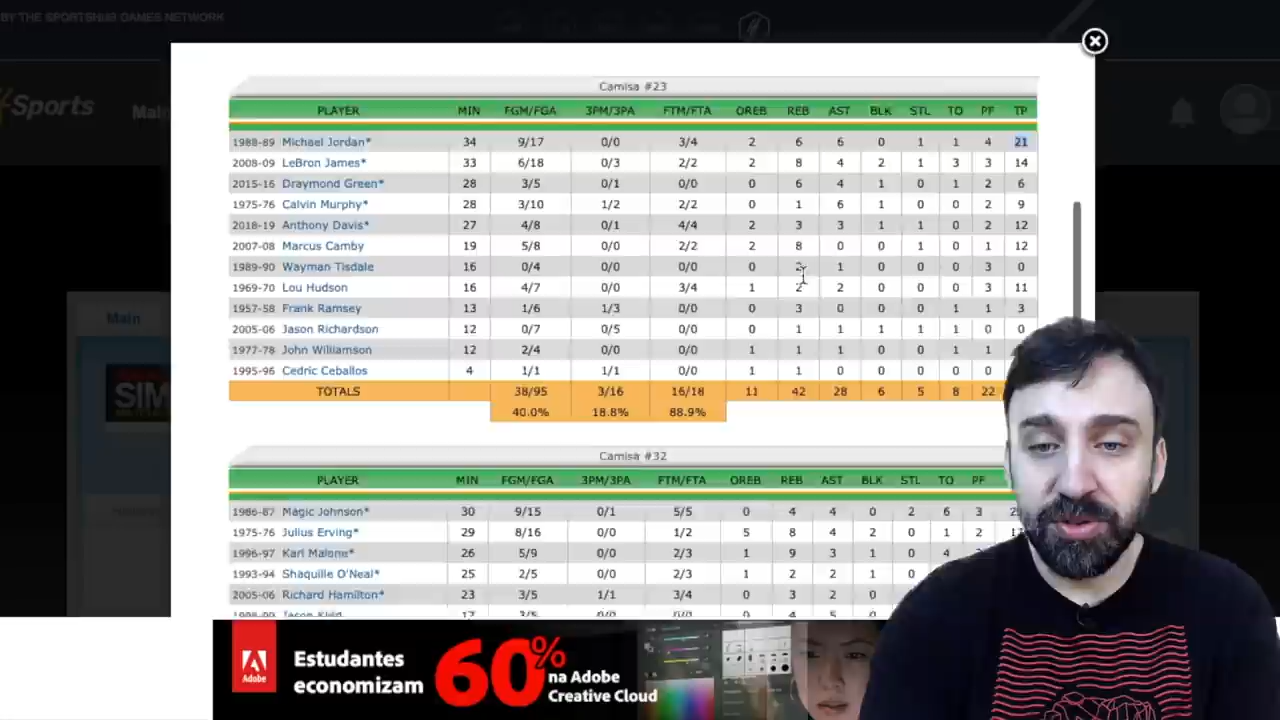 BY THE SPORTSHUB GAMES NETWORK
Sports
Main
Camisa #23
PLAYER MIN FGM/FGA 3PM/3PA FTM/FTA OREB REB AST BLK STL TO PF TP
1988-89 Michael Jordan* 34 9/17 0/0 3/4 2 6 6 0 1 1 4 21
2008-09 LeBron James* 33 6/18 0/3 2/2 2 8 4 2 1 3 3 14
2015-16 Draymond Green* 28 3/5 0/1 0/0 0 6 4 1 0 1 2 6
1975-76 Calvin Murphy* 28 3/10 1/2 2/2 0 1 6 1 0 0 2 9
2018-19 Anthony Davis* 27 4/8 0/1 4/4 2 3 3 1 1 0 2 12
2007-08 Marcus Camby 19 5/8 0/0 2/2 2 8 0 0 1 0 1 12
1989-90 Wayman Tisdale 16 0/4 0/0 0/0 0 2 1 0 0 0 3 0
1969-70 Lou Hudson 16 4/7 0/0 3/4 1 2 2 0 0 0 3 11
1957-58 Frank Ramsey 13 1/6 1/3 0/0 0 3 0 0 0 1 1 3
2005-06 Jason Richardson 12 0/7 0/5 0/0 0 1 1 1 1 1 0 0
1977-78 John Williamson 12 2/4 0/0 0/0 1 1 1 0 0 1 1
1995-96 Cedric Ceballos 4 1/1 1/1 0/0 1 1 0 0 0 0 0
TOTALS 38/95 3/16 16/18 11 42 28 6 5 8 22
40.0% 18.8% 88.9%
Main
SIM
Camisa #32
PLAYER MIN FGM/FGA 3PM/3PA FTM/FTA OREB REB AST BLK STL TO PF
1986-87 Magic Johnson* 30 9/15 0/1 5/5 0 4 4 0 2 6 3
1975-76 Julius Erving* 29 8/16 0/0 1/2 5 8 4 2 0 1 2
1996-97 Karl Malone* 26 5/9 0/0 2/3 1 9 3 1 0 4
1993-94 Shaquille O'Neal* 25 2/5 0/0 2/3 1 2 2 1 0
2005-06 Richard Hamilton* 23 3/5 1/1 3/4 0 3 2 0
Adobe
Estudantes
economizam
60%
na Adobe
Creative Cloud